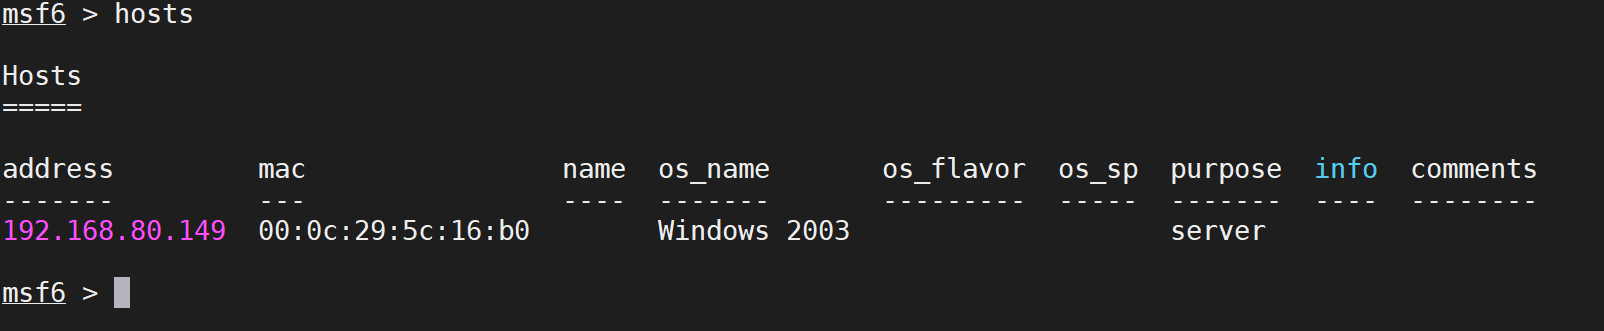 msf6 > hosts
Hosts
=====
address         mac                name  os_name       os_flavor  os_sp  purpose  info  comments
-------         ---                ----  -------       ---------  -----  -------  ----  --------
192.168.80.149  00:0c:29:5c:16:b0        Windows 2003                    server
msf6 >